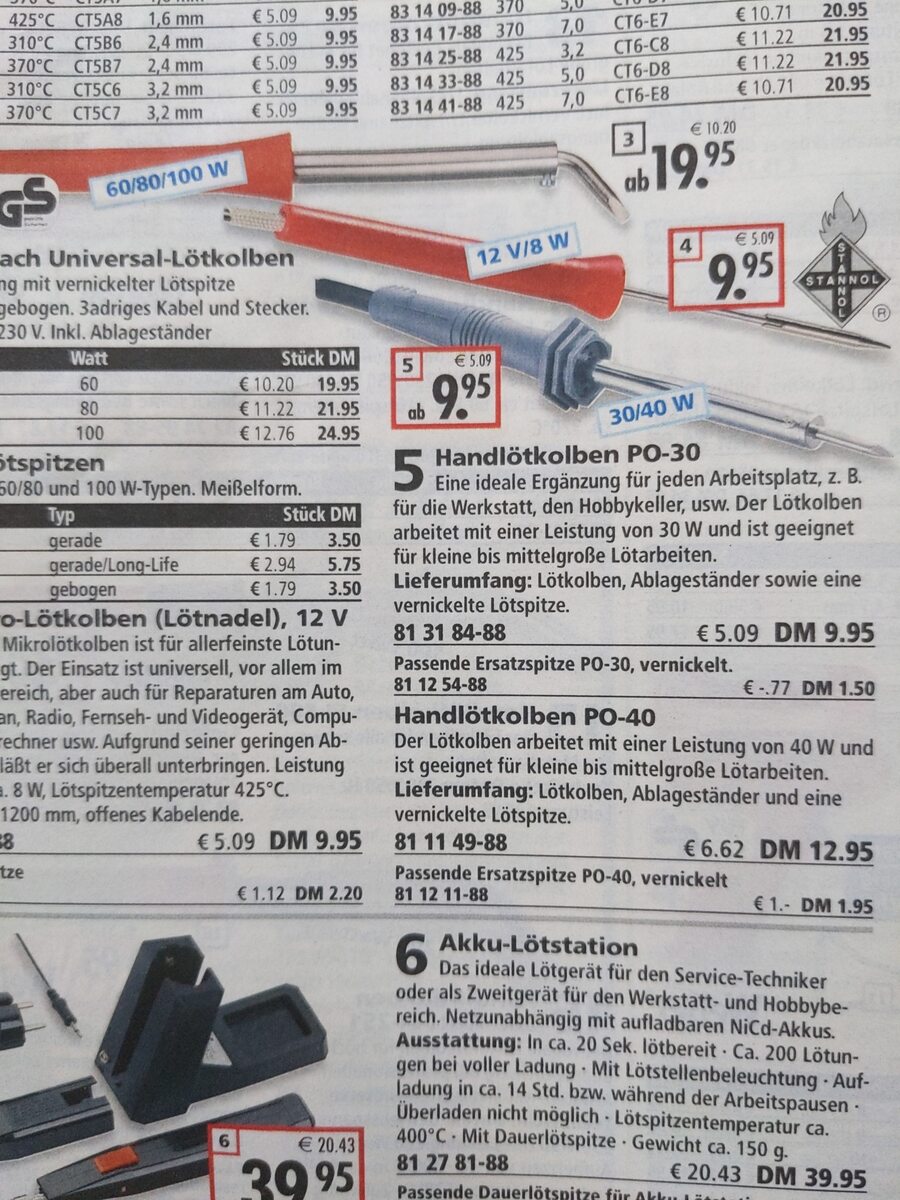 425°C CT5A8 1,6 mm € 5.09 9.95
310°C CT5B6 2,4 mm € 5.09 9.95
370°C CT5B7 2,4 mm € 5.09 9.95
310°C CT5C6 3,2 mm € 5.09 9.95
370°C CT5C7 3,2 mm € 5.09 9.95
83 14 09-88 370 5,0 € 10.71 20.95
83 14 17-88 370 7,0 CT6-E7 € 11.22 21.95
83 14 25-88 425 3,2 CT6-C8 € 11.22 21.95
83 14 33-88 425 5,0 CT6-D8 € 10.71 20.95
83 14 41-88 425 7,0 CT6-E8
60/80/100 W
GS
3
€ 10.20
ab 19.95
12 V/8 W
4
€ 5.09
9.95
STANNOL
STANNOL
®
ach Universal-Lötkolben
ng mit vernickelter Lötspitze
gebogen. 3adriges Kabel und Stecker.
230 V. Inkl. Ablageständer
Watt Stück DM
60 € 10.20 19.95
80 € 11.22 21.95
100 € 12.76 24.95
5
€ 5.09
ab 9.95
30/40 W
ötspitzen
60/80 und 100 W-Typen. Meißelform.
Typ Stück DM
gerade € 1.79 3.50
gerade/Long-Life € 2.94 5.75
gebogen € 1.79 3.50
o-Lötkolben (Lötnadel), 12 V
Mikrolötkolben ist für allerfeinste Lötun-
gt. Der Einsatz ist universell, vor allem im
ereich, aber auch für Reparaturen am Auto,
an, Radio, Fernseh- und Videogerät, Compu-
rechner usw. Aufgrund seiner geringen Ab-
läßt er sich überall unterbringen. Leistung
a. 8 W, Lötspitzentemperatur 425°C.
1200 mm, offenes Kabelende.
88 € 5.09 DM 9.95
tze
€ 1.12 DM 2.20
5 Handlötkolben PO-30
Eine ideale Ergänzung für jeden Arbeitsplatz, z. B.
für die Werkstatt, den Hobbykeller, usw. Der Lötkolben
arbeitet mit einer Leistung von 30 W und ist geeignet
für kleine bis mittelgroße Lötarbeiten.
Lieferumfang: Lötkolben, Ablageständer sowie eine
vernickelte Lötspitze.
81 31 84-88 € 5.09 DM 9.95
Passende Ersatzspitze PO-30, vernickelt.
81 12 54-88 € -.77 DM 1.50
Handlötkolben PO-40
Der Lötkolben arbeitet mit einer Leistung von 40 W und
ist geeignet für kleine bis mittelgroße Lötarbeiten.
Lieferumfang: Lötkolben, Ablageständer und eine
vernickelte Lötspitze.
81 11 49-88 € 6.62 DM 12.95
Passende Ersatzspitze PO-40, vernickelt
81 12 11-88 € 1.- DM 1.95
6 Akku-Lötstation
Das ideale Lötgerät für den Service-Techniker
oder als Zweitgerät für den Werkstatt- und Hobbybe-
reich. Netzunabhängig mit aufladbaren NiCd-Akkus.
Ausstattung: In ca. 20 Sek. lötbereit · Ca. 200 Lötun-
gen bei voller Ladung · Mit Lötstellenbeleuchtung · Auf-
ladung in ca. 14 Std. bzw. während der Arbeitspausen ·
Überladen nicht möglich · Lötspitzentemperatur ca.
400°C · Mit Dauerlötspitze · Gewicht ca. 150 g.
81 27 81-88 € 20.43 DM 39.95
Passende Dauerlötspitze für Akku-Lötstation
6
€ 20.43
39.95